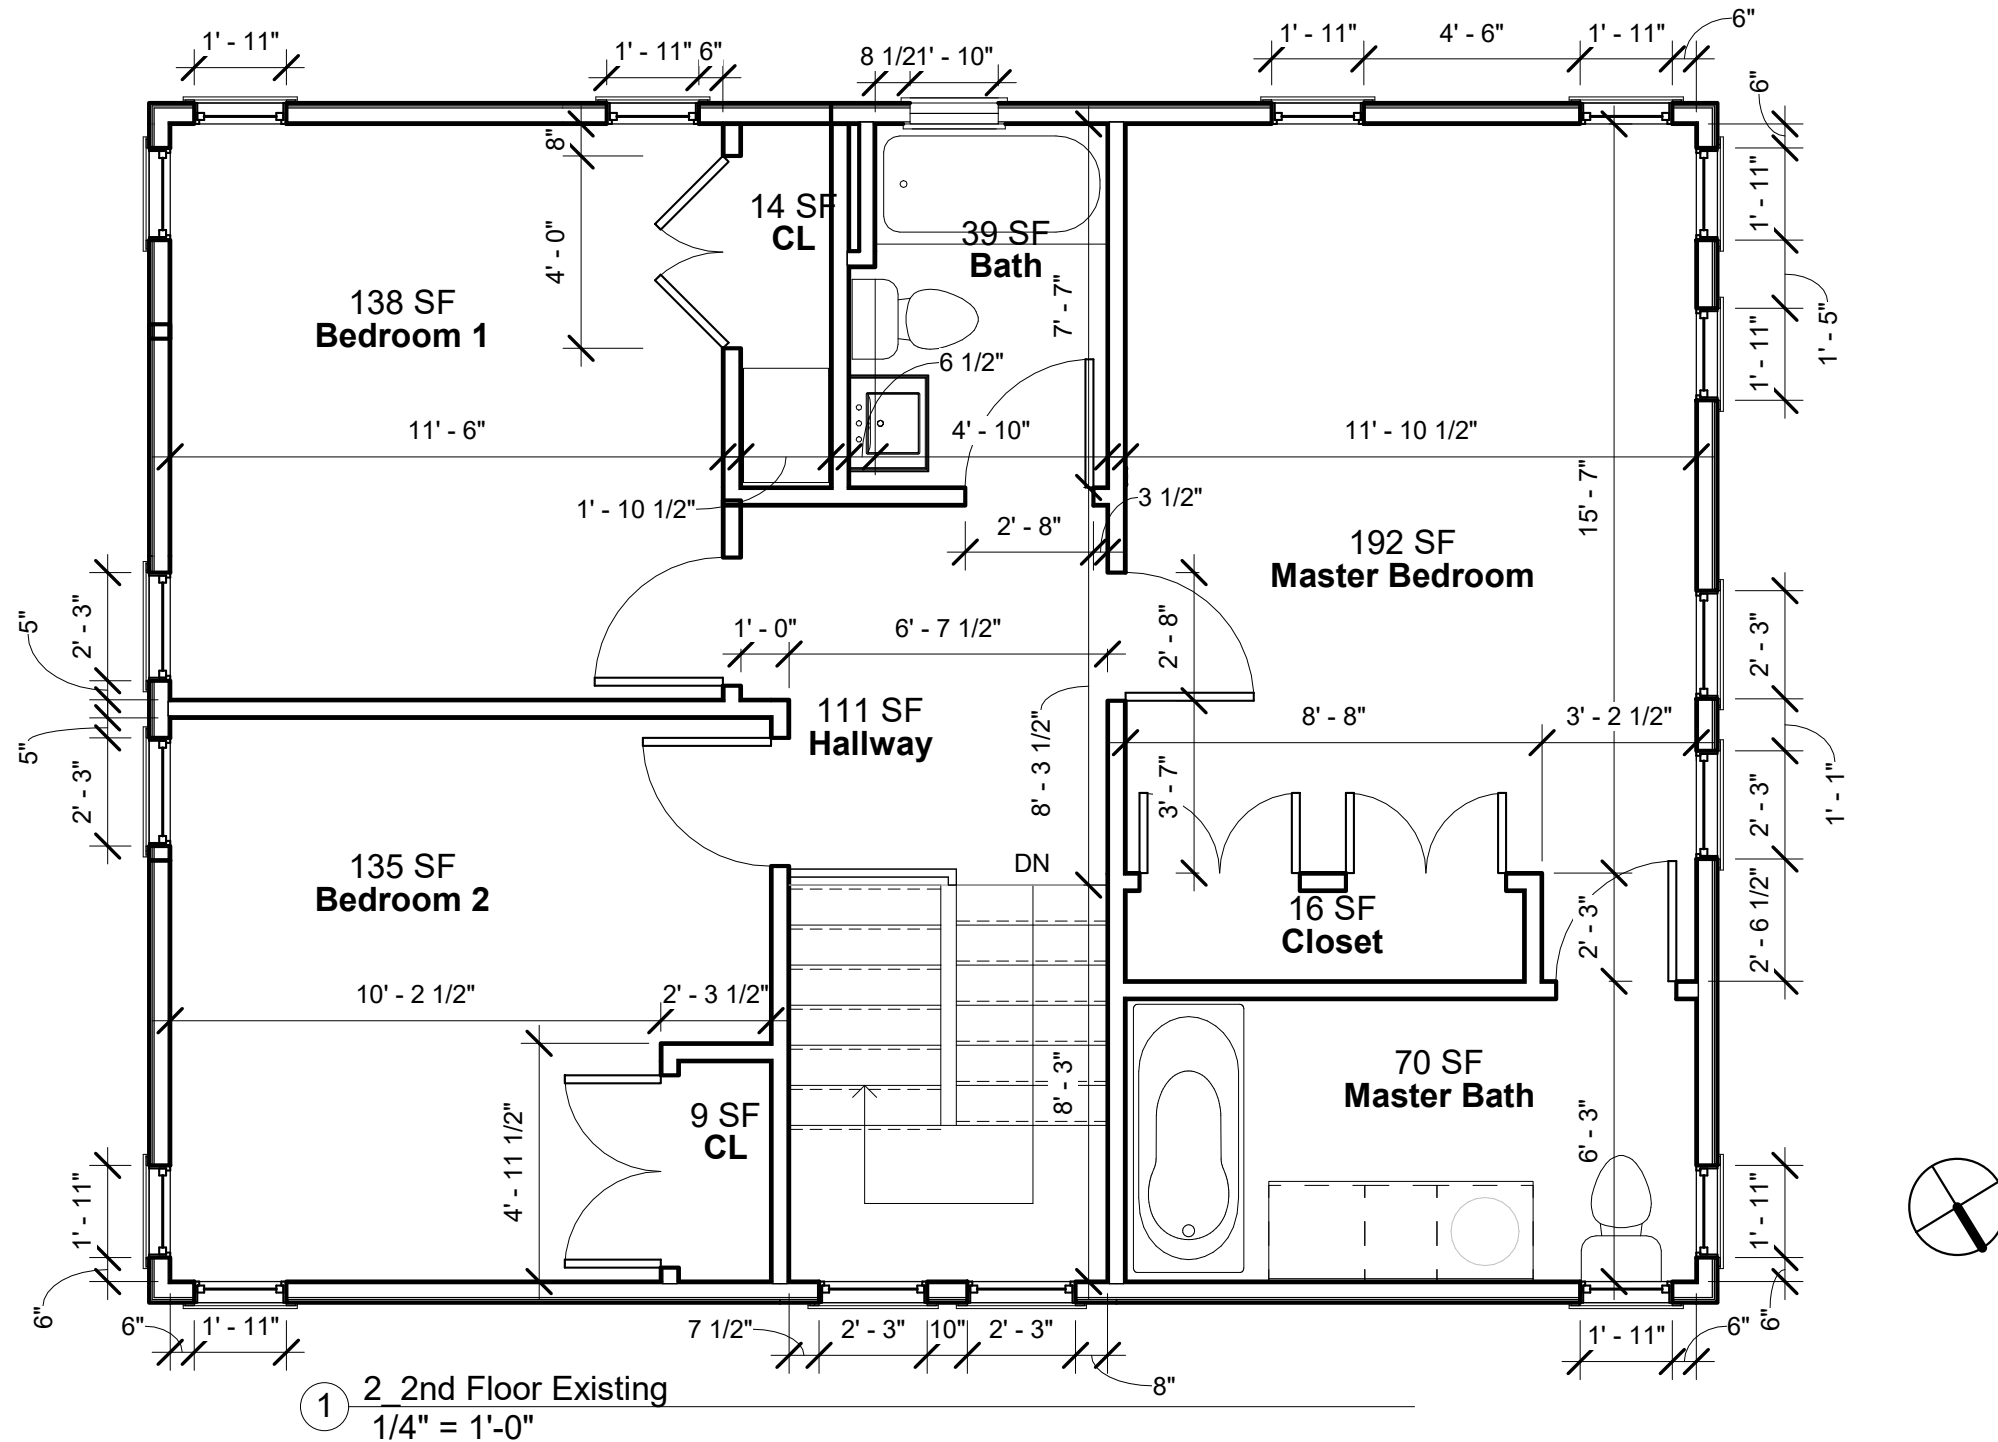 1' - 11"
1' - 11"
6"
8 1/2
1' - 10"
1' - 11"
4' - 6"
1' - 11"
6"
6"
8"
4' - 0"
14 SF
CL
39 SF
Bath
7' - 7"
1' - 11"
1' - 5"
1' - 11"
138 SF
Bedroom 1
6 1/2"
11' - 6"
4' - 10"
11' - 10 1/2"
1' - 10 1/2"
2' - 8"
3 1/2"
15' - 7"
192 SF
Master Bedroom
5"
2' - 3"
1' - 0"
6' - 7 1/2"
2' - 8"
2' - 3"
111 SF
Hallway
8' - 8"
3' - 2 1/2"
5"
2' - 3"
8' - 3 1/2"
3' - 7"
2' - 3"
1' - 1"
135 SF
Bedroom 2
DN
16 SF
Closet
2' - 3"
2' - 6 1/2"
10' - 2 1/2"
2' - 3 1/2"
70 SF
Master Bath
8' - 3"
9 SF
CL
4' - 11 1/2"
6' - 3"
1' - 11"
1' - 11"
6"
6"
1' - 11"
7 1/2"
2' - 3"
10"
2' - 3"
8"
1' - 11"
6"
6"
1
2_2nd Floor Existing
1/4" = 1'-0"